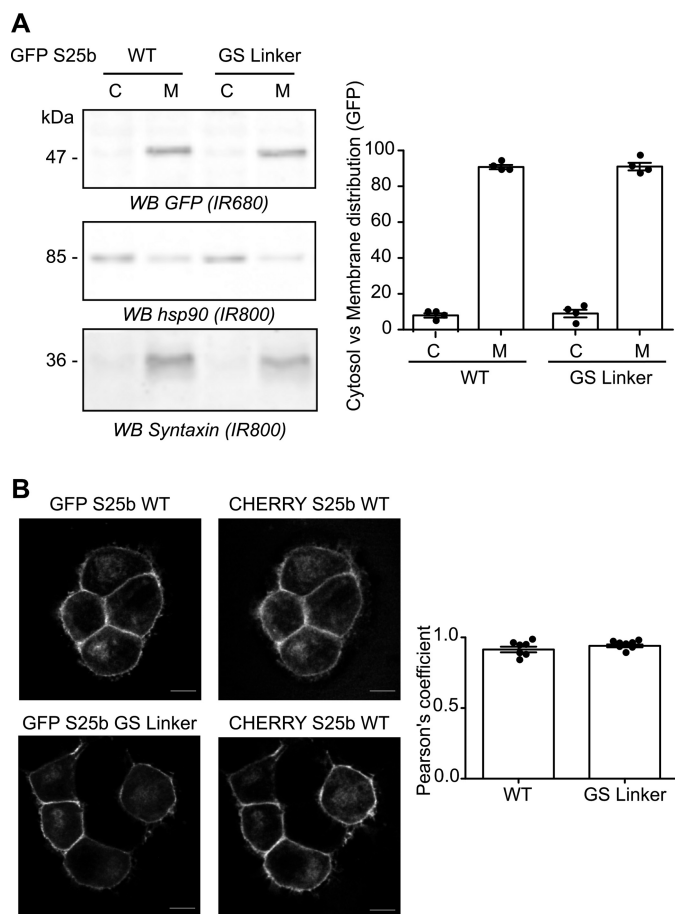 A
GFP S25b WT GS Linker
C M C M
kDa
47 -
WB GFP (IR680)
85 -
WB hsp90 (IR800)
36 -
WB Syntaxin (IR800)
Cytosol vs Membrane distribution (GFP)
100
80
60
40
20
0
C M C M
WT GS Linker
B
GFP S25b WT CHERRY S25b WT
GFP S25b GS Linker CHERRY S25b WT
Pearson's coefficient
1.0
0.5
0.0
WT GS Linker